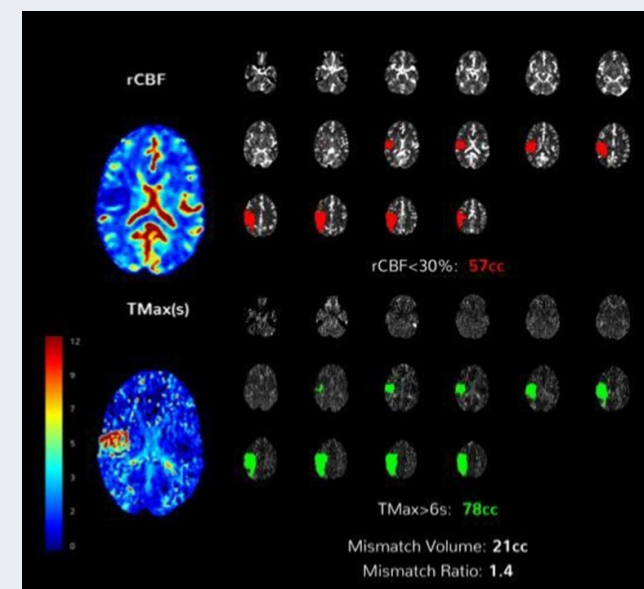 rCBF
rCBF<30%: 57cc
TMax(s)
12
9
7
5
3
2
0
TMax>6s: 78cc
Mismatch Volume: 21cc
Mismatch Ratio: 1.4